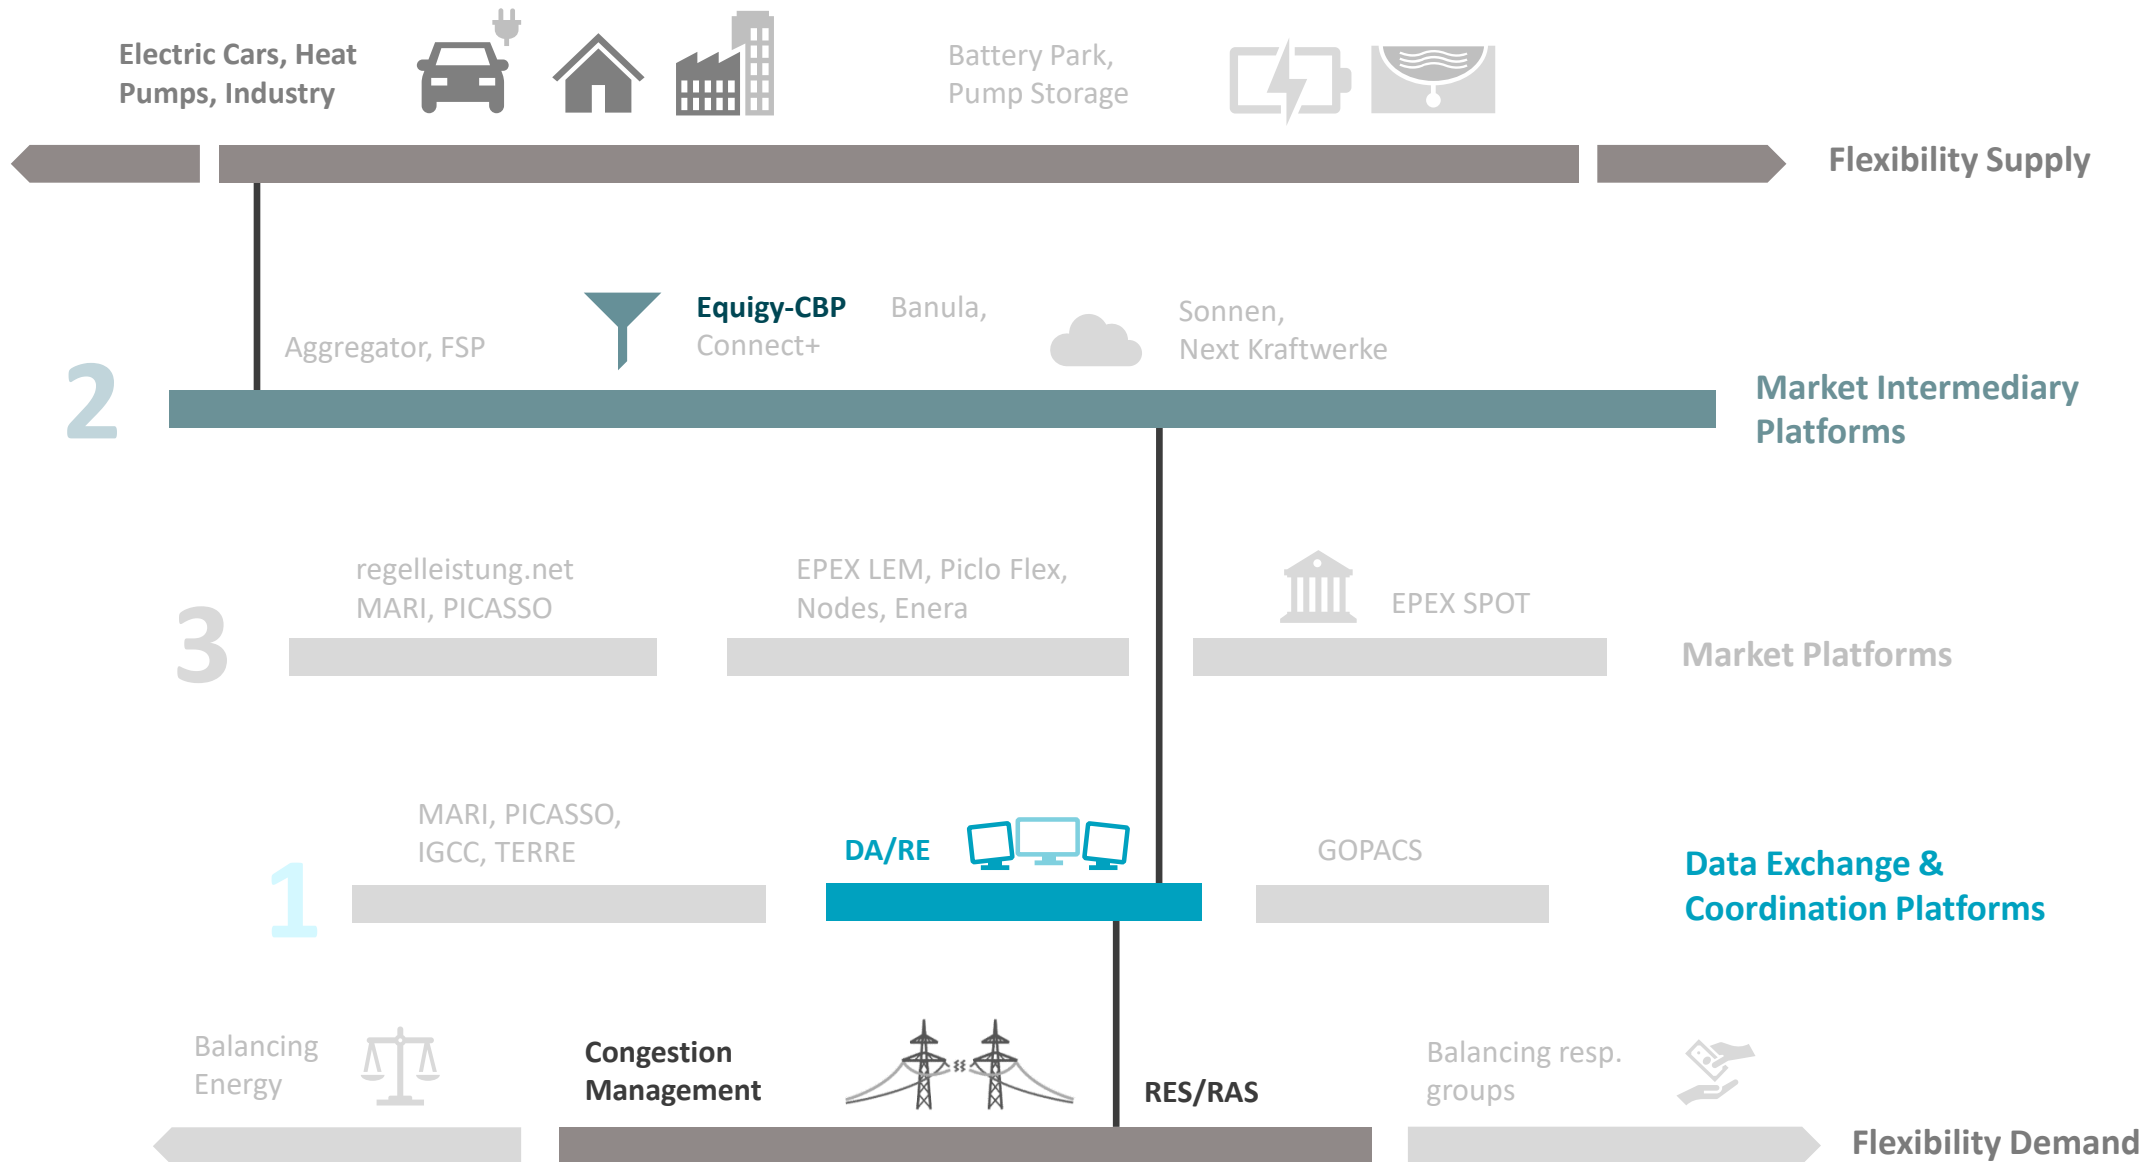 Electric Cars, Heat
Pumps, Industry
Battery Park,
Pump Storage
Flexibility Supply
Aggregator, FSP
Equigy-CBP
Connect+
Banula,
Sonnen,
Next Kraftwerke
2
Market Intermediary
Platforms
regelleistung.net
MARI, PICASSO
EPEX LEM, Piclo Flex,
Nodes, Enera
EPEX SPOT
3
Market Platforms
MARI, PICASSO,
IGCC, TERRE
DA/RE
GOPACS
1
Data Exchange &
Coordination Platforms
Balancing
Energy
Congestion
Management
RES/RAS
Balancing resp.
groups
Flexibility Demand